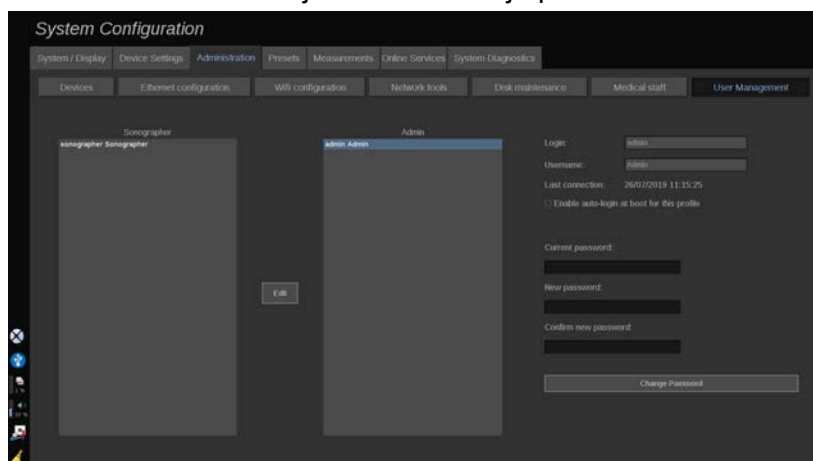 System Configuration
System / Display Device Settings Administration Presets Measurements Online Services System Diagnostics
Devices Ethernet configuration Wifi configuration Network tools Disk maintenance Medical staff User Management
Sonographer Admin
sonographer Sonographer admin Admin
Login: admin
Username: Admin
Last connection: 26/07/2019 11:15:25
Enable auto-login at boot for this profile
Current password:
Edit
New password:
Confirm new password:
Change Password